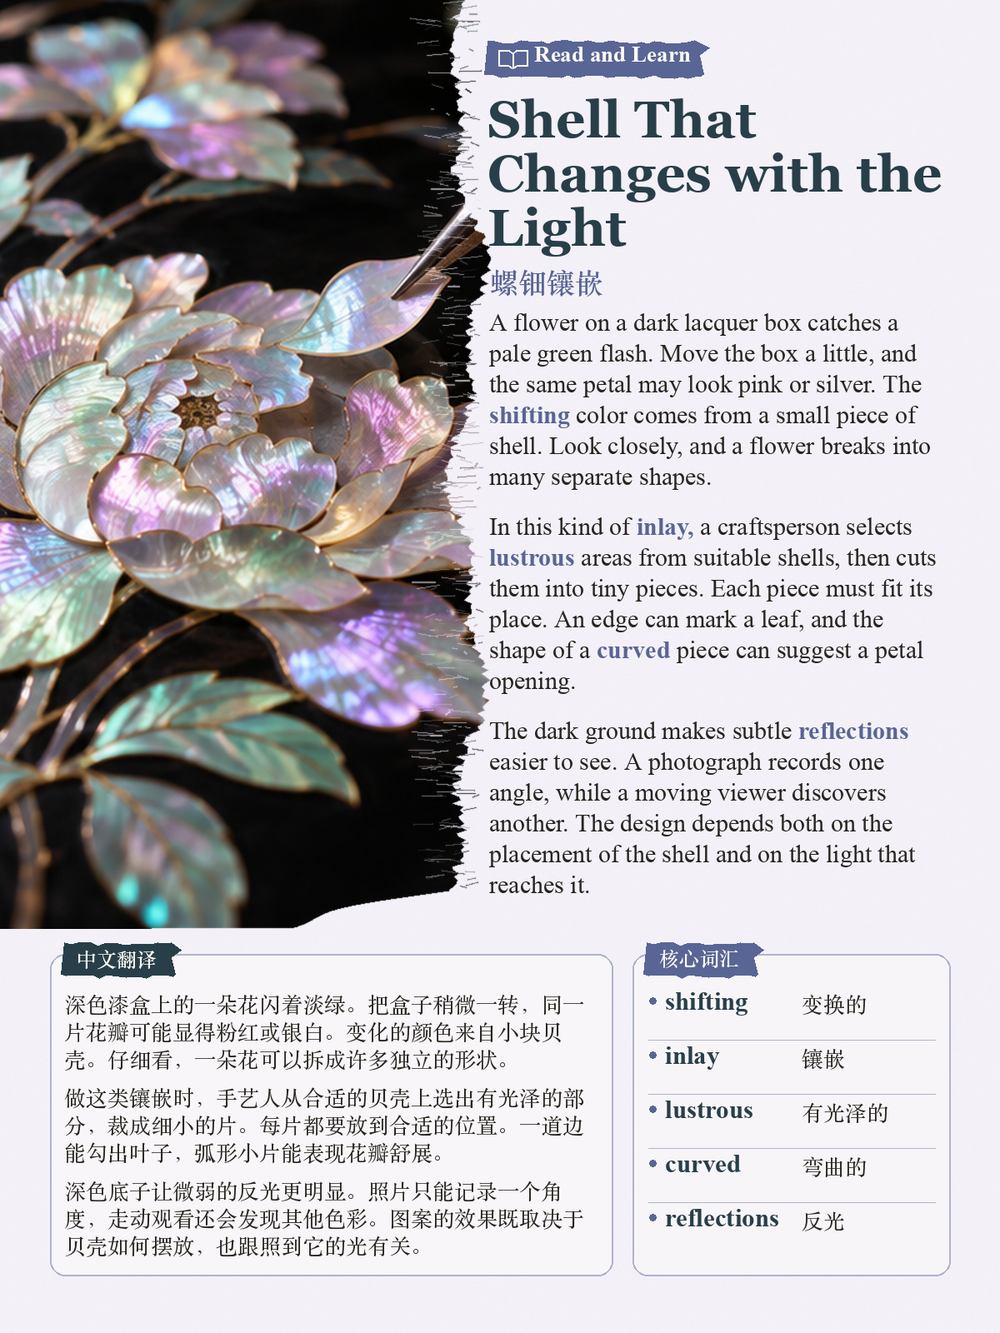 Read and Learn
Shell That
Changes with the
Light
螺钿镶嵌
A flower on a dark lacquer box catches a
pale green flash. Move the box a little, and
the same petal may look pink or silver. The
shifting color comes from a small piece of
shell. Look closely, and a flower breaks into
many separate shapes.
In this kind of inlay, a craftsperson selects
lustrous areas from suitable shells, then cuts
them into tiny pieces. Each piece must fit its
place. An edge can mark a leaf, and the
shape of a curved piece can suggest a petal
opening.
The dark ground makes subtle reflections
easier to see. A photograph records one
angle, while a moving viewer discovers
another. The design depends both on the
placement of the shell and on the light that
reaches it.
中文翻译
深色漆盒上的一朵花闪着淡绿。把盒子稍微一转，同一
片花瓣可能显得粉红或银白。变化的颜色来自小块贝
壳。仔细看，一朵花可以拆成许多独立的形状。
做这类镶嵌时，手艺人从合适的贝壳上选出有光泽的部
分，裁成细小的片。每片都要放到合适的位置。一道边
能勾出叶子，弧形小片能表现花瓣舒展。
深色底子让微弱的反光更明显。照片只能记录一个角
度，走动观看还会发现其他色彩。图案的效果既取决于
贝壳如何摆放，也跟照到它的光有关。
核心词汇
• shifting 变换的
• inlay 镶嵌
• lustrous 有光泽的
• curved 弯曲的
• reflections 反光